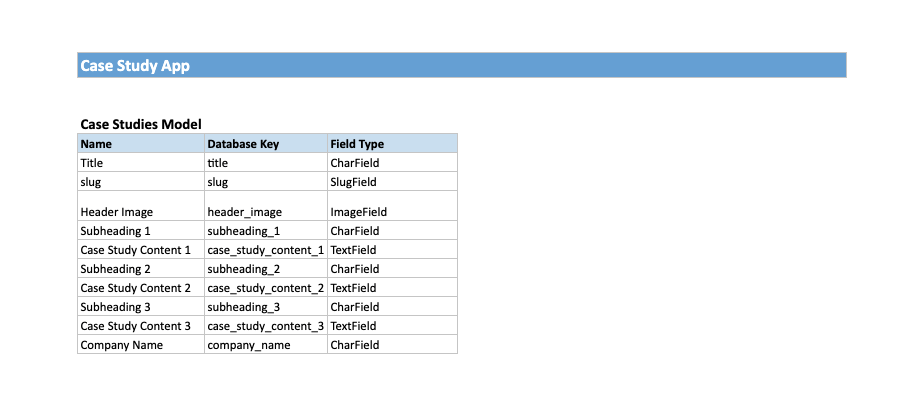 Case Study App
Case Studies Model
Name Database Key Field Type
Title title CharField
slug slug SlugField
Header Image header_image ImageField
Subheading 1 subheading_1 CharField
Case Study Content 1 case_study_content_1 TextField
Subheading 2 subheading_2 CharField
Case Study Content 2 case_study_content_2 TextField
Subheading 3 subheading_3 CharField
Case Study Content 3 case_study_content_3 TextField
Company Name company_name CharField